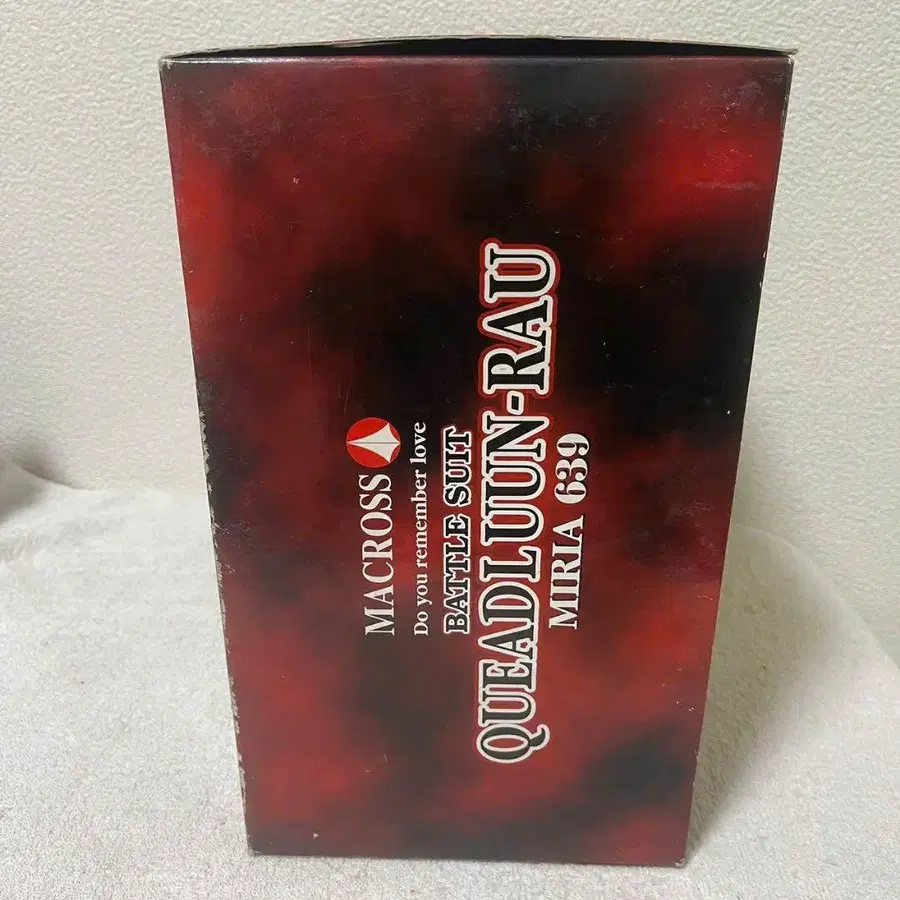 MACROSS
Do you remember love
BATTLE SUIT
QUEADLUUN-RAU
MIRIA 639